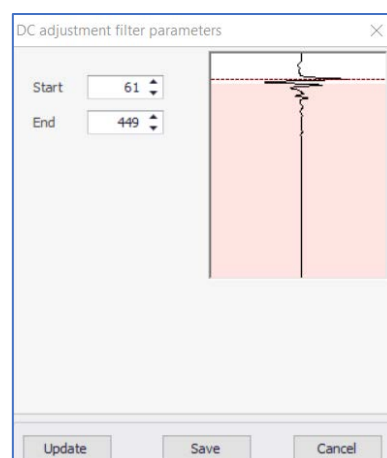 DC adjustment filter parameters
Start 61
End 449
Update Save Cancel